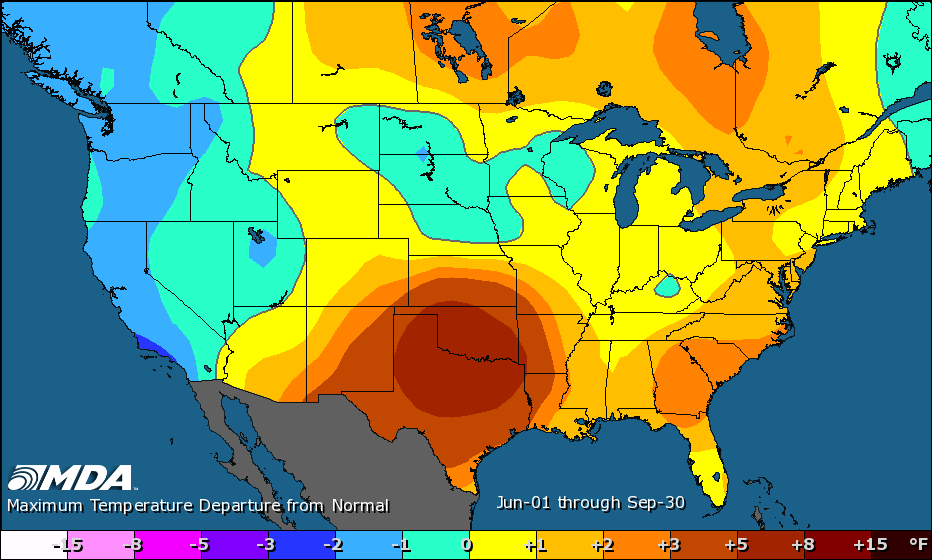 MDA
Maximum Temperature Departure from Normal
Jun-01 through Sep-30
-15 -8 -5 -3 -2 -1 0 +1 +2 +3 +5 +8 +15 °F